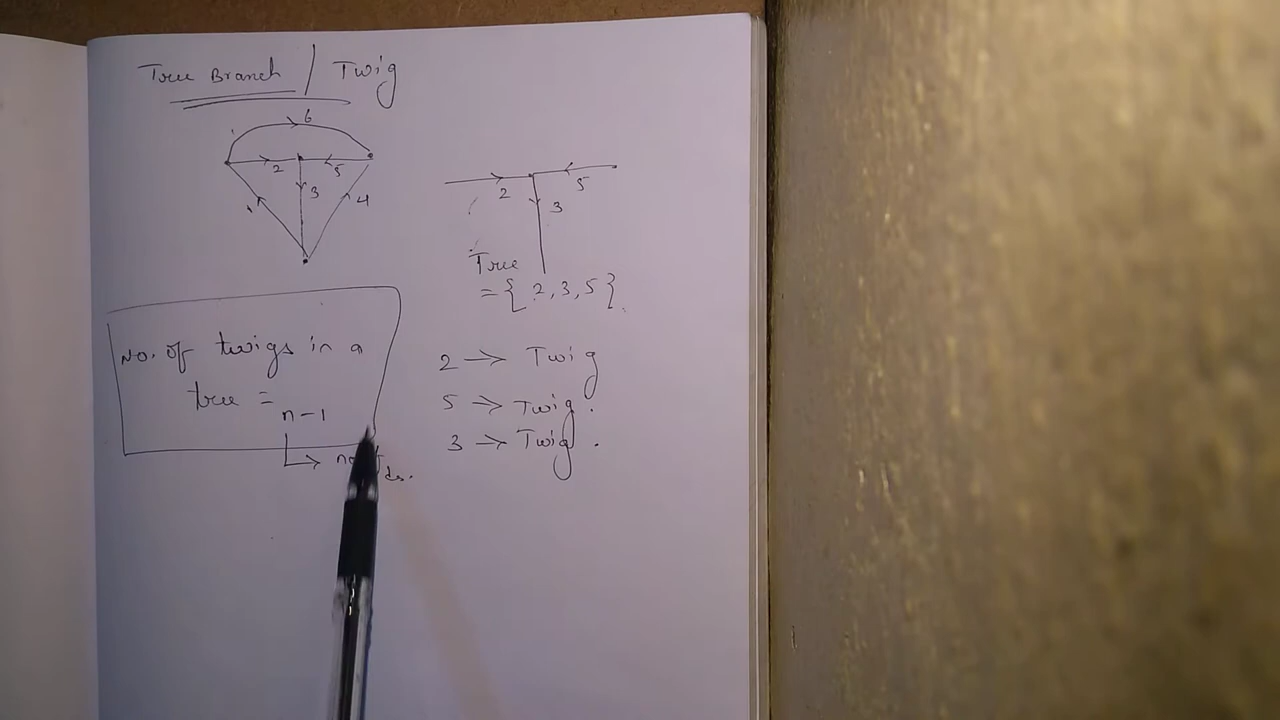 Tree Branch / Twig
6
2
5
3
4
2
5
3
Tree
= { 2, 3, 5 }
No. of twigs in a
tree =
n-1
2 → Twig
5 → Twig.
3 → Twig.